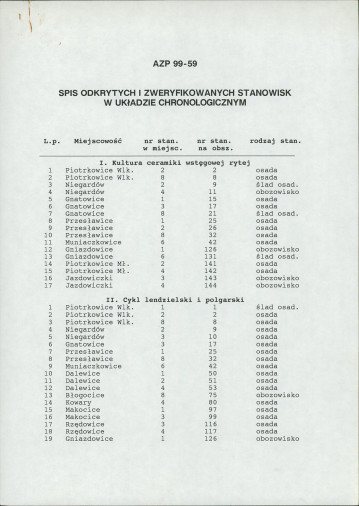 AZP 99-59
SPIS ODKRYTYCH I ZWERYFIKOWANYCH STANOWISK
W UKŁADZIE CHRONOLOGICZNYM
L.p. Miejscowość nr stan. nr stan. rodzaj stan.
w miejsc. na obsz.
I. Kultura ceramiki wstęgowej rytej
1 Piotrkowice Wlk. 2 2 osada
2 Piotrkowice Wlk. 8 8 osada
3 Niegardów 2 9 ślad osad.
4 Niegardów 4 11 obozowisko
5 Gnatowice 1 15 osada
6 Gnatowice 3 17 osada
7 Gnatowice 8 21 ślad osad.
8 Przesławice 1 25 osada
9 Przesławice 2 26 osada
10 Przesławice 8 32 osada
11 Muniaczkowice 6 42 osada
12 Gniazdowice 1 126 obozowisko
13 Gniazdowice 6 131 ślad osad.
14 Piotrkowice Mł. 2 141 osada
15 Piotrkowice Mł. 4 142 osada
16 Jazdowiczki 3 143 obozowisko
17 Jazdowiczki 4 144 obozowisko
II. Cykl lendzielski i polgarski
1 Piotrkowice Wlk. 1 1 ślad osad.
2 Piotrkowice Wlk. 2 2 osada
3 Piotrkowice Wlk. 8 8 osada
4 Niegardów 2 9 osada
5 Niegardów 3 10 osada
6 Gnatowice 3 17 osada
7 Przesławice 1 25 osada
8 Przesławice 8 32 osada
9 Muniaczkowice 6 42 osada
10 Dalewice 1 50 osada
11 Dalewice 2 51 osada
12 Dalewice 4 53 osada
13 Błogocice 8 75 obozowisko
14 Kowary 4 80 osada
15 Makocice 1 97 osada
16 Makocice 3 99 osada
17 Rzędowice 3 116 osada
18 Rzędowice 4 117 osada
19 Gniazdowice 1 126 obozowisko